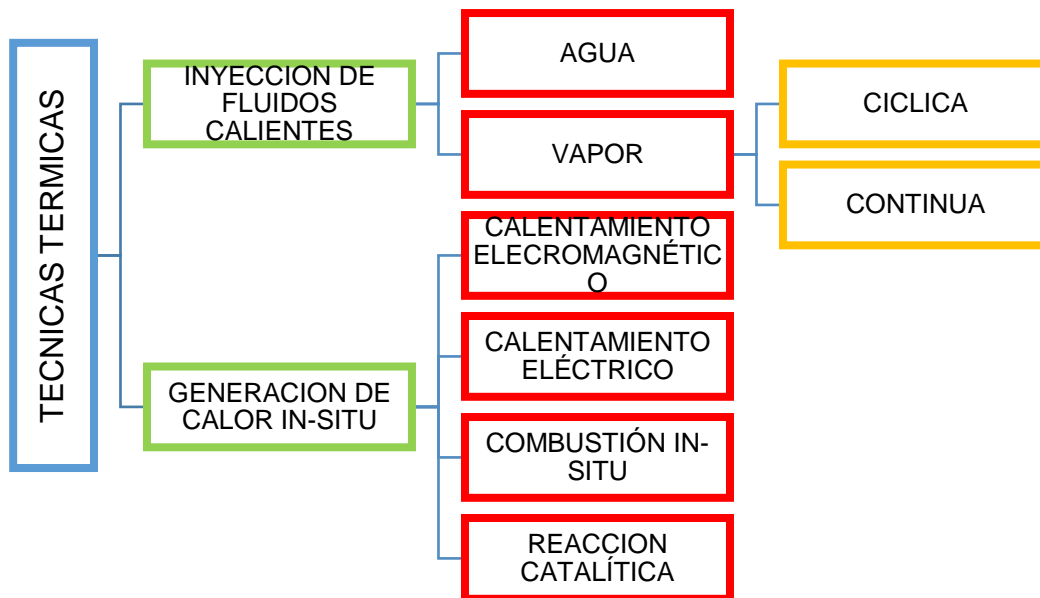 TECNICAS TERMICAS
INYECCION DE
FLUIDOS
CALIENTES
AGUA
VAPOR
CICLICA
CONTINUA
GENERACION DE
CALOR IN-SITU
CALENTAMIENTO
ELECROMAGNÉTIC
O
CALENTAMIENTO
ELÉCTRICO
COMBUSTIÓN IN-
SITU
REACCION
CATALÍTICA